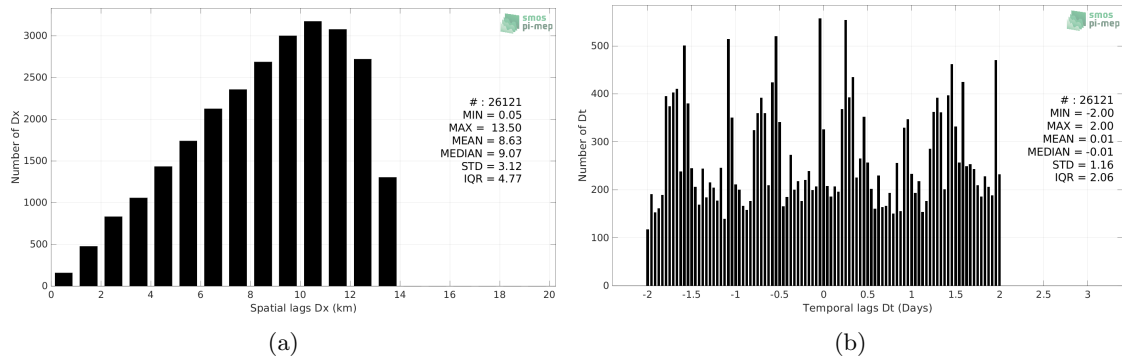 smos
pi-mep
3000
2500
2000
1500
1000
500
0
Number of Dx
# : 26121
MIN = 0.05
MAX = 13.50
MEAN = 8.63
MEDIAN = 9.07
STD = 3.12
IQR = 4.77
0 2 4 6 8 10 12 14 16 18 20
Spatial lags Dx (km)
(a)
smos
pi-mep
500
400
300
200
100
0
Number of Dt
# : 26121
MIN = -2.00
MAX = 2.00
MEAN = 0.01
MEDIAN = -0.01
STD = 1.16
IQR = 2.06
-2 -1.5 -1 -0.5 0 0.5 1 1.5 2 2.5 3
Temporal lags Dt (Days)
(b)